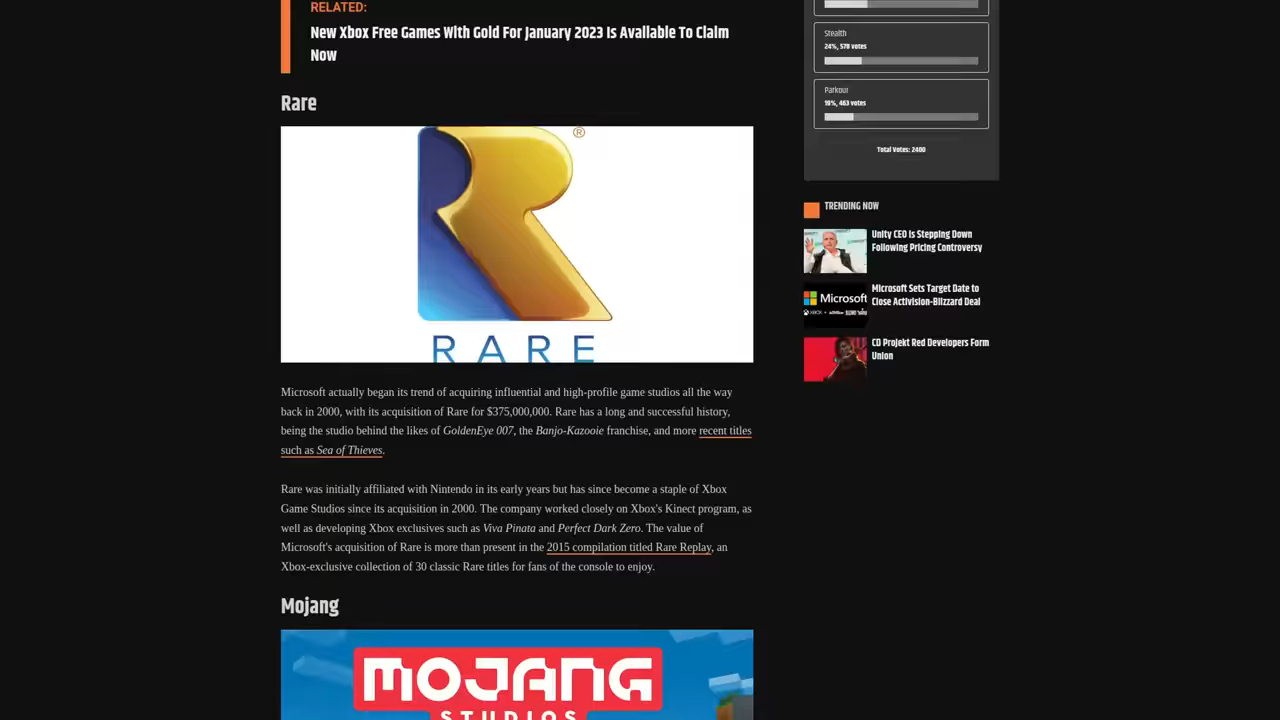 RELATED:
New Xbox Free Games With Gold For January 2023 Is Available To Claim
Now
Rare
®
RARE
Microsoft actually began its trend of acquiring influential and high-profile game studios all the way
back in 2000, with its acquisition of Rare for $375,000,000. Rare has a long and successful history,
being the studio behind the likes of GoldenEye 007, the Banjo-Kazooie franchise, and more recent titles
such as Sea of Thieves.
Rare was initially affiliated with Nintendo in its early years but has since become a staple of Xbox
Game Studios since its acquisition in 2000. The company worked closely on Xbox's Kinect program, as
well as developing Xbox exclusives such as Viva Pinata and Perfect Dark Zero. The value of
Microsoft's acquisition of Rare is more than present in the 2015 compilation titled Rare Replay, an
Xbox-exclusive collection of 30 classic Rare titles for fans of the console to enjoy.
Mojang
MOJANG
STUDIOS
Stealth
24%, 578 votes
Parkour
19%, 463 votes
Total Votes: 2400
TRENDING NOW
Unity CEO Is Stepping Down
Following Pricing Controversy
Microsoft
XBOX
Microsoft Sets Target Date to
Close Activision-Blizzard Deal
CD Projekt Red Developers Form
Union